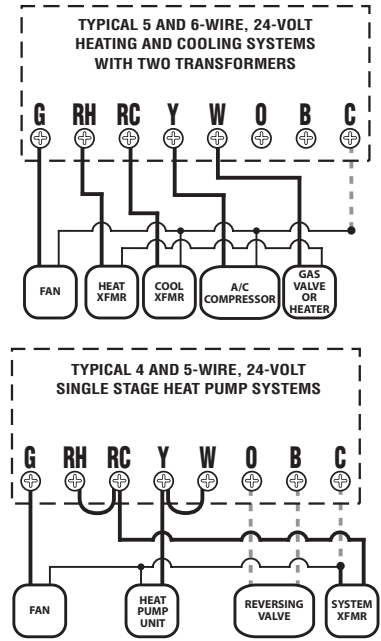 TYPICAL 5 AND 6-WIRE, 24-VOLT
HEATING AND COOLING SYSTEMS
WITH TWO TRANSFORMERS
G RH RC Y W O B C
FAN
HEAT
XFMR
COOL
XFMR
A/C
COMPRESSOR
GAS
VALVE
OR
HEATER
TYPICAL 4 AND 5-WIRE, 24-VOLT
SINGLE STAGE HEAT PUMP SYSTEMS
G RH RC Y W O B C
FAN
HEAT
PUMP
UNIT
REVERSING
VALVE
SYSTEM
XFMR